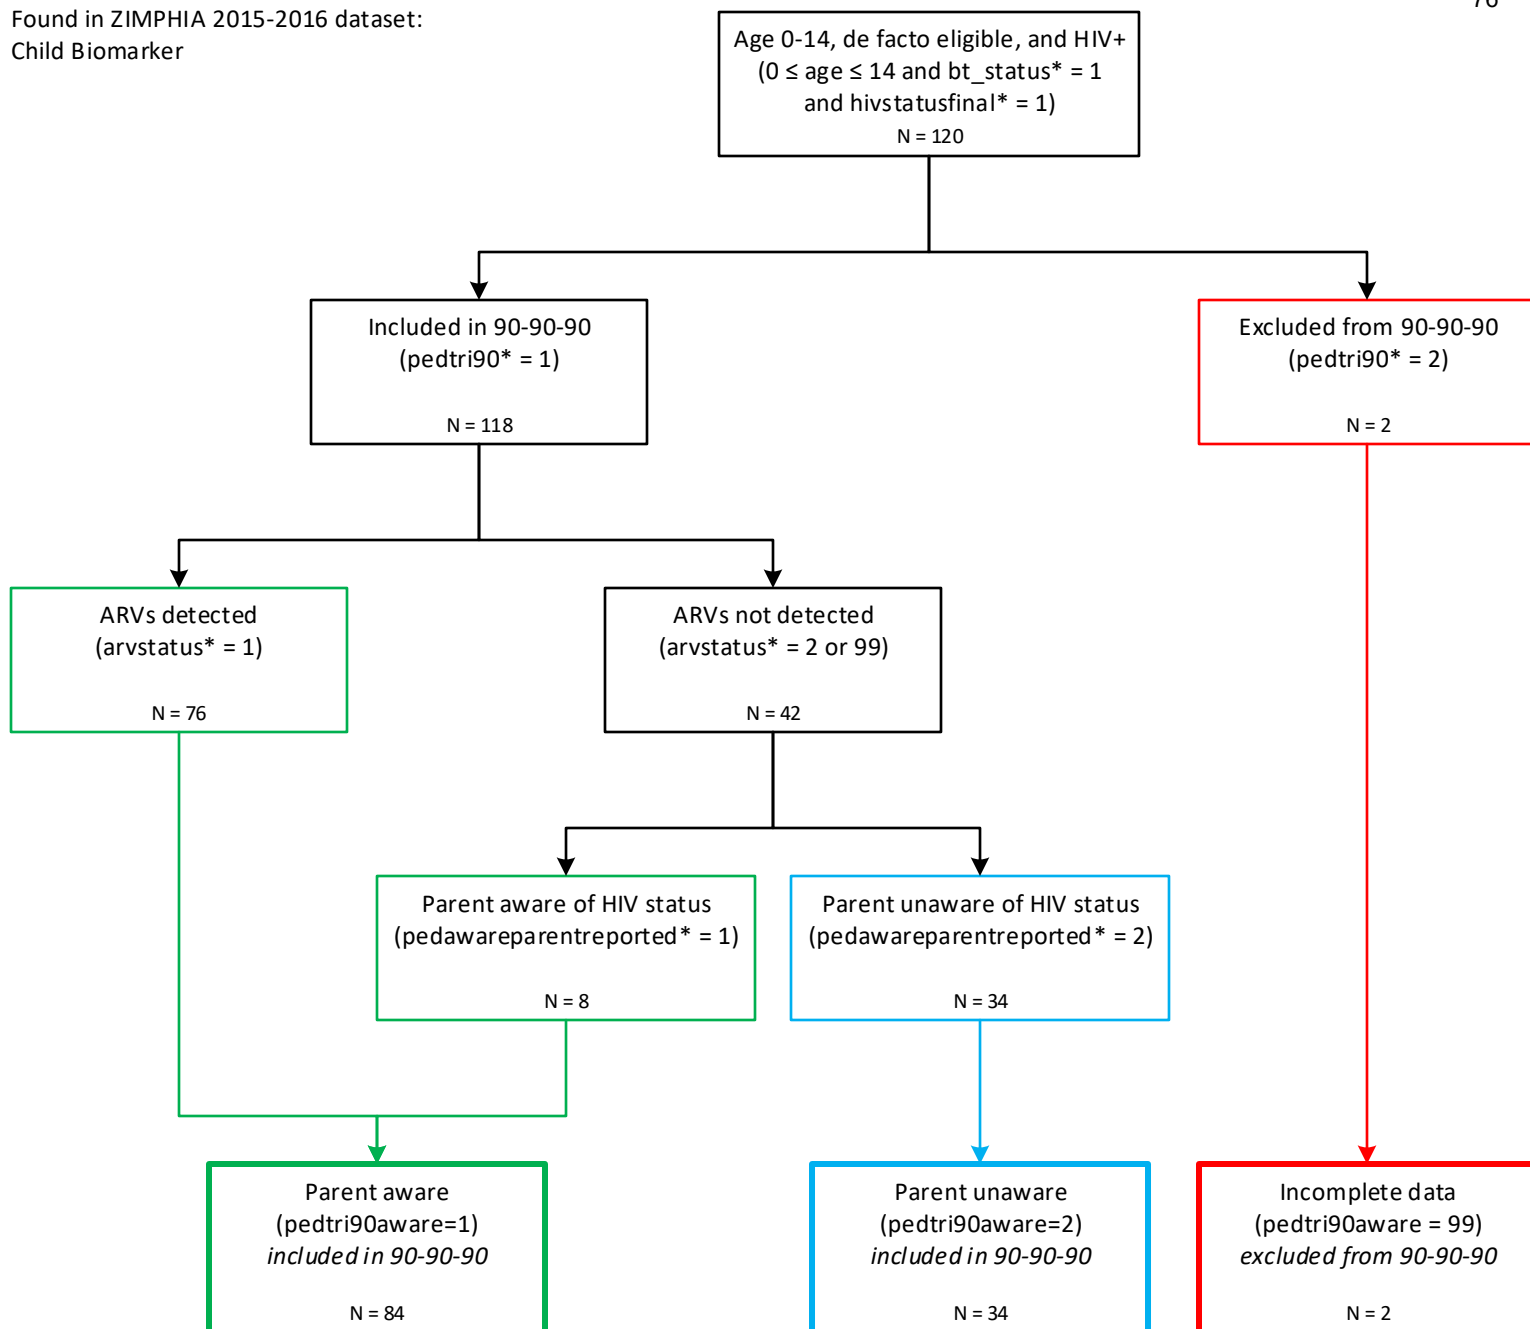 76
Found in ZIMPHIA 2015-2016 dataset:
Child Biomarker
Age 0-14, de facto eligible, and HIV+
(0 ≤ age ≤ 14 and bt_status* = 1
and hivstatusfinal* = 1)
N = 120
Included in 90-90-90
(pedtri90* = 1)
N = 118
Excluded from 90-90-90
(pedtri90* = 2)
N = 2
ARVs detected
(arvstatus* = 1)
N = 76
ARVs not detected
(arvstatus* = 2 or 99)
N = 42
Parent aware of HIV status
(pedawareparentreported* = 1)
N = 8
Parent unaware of HIV status
(pedawareparentreported* = 2)
N = 34
Parent aware
(pedtri90aware=1)
included in 90-90-90
N = 84
Parent unaware
(pedtri90aware=2)
included in 90-90-90
N = 34
Incomplete data
(pedtri90aware = 99)
excluded from 90-90-90
N = 2